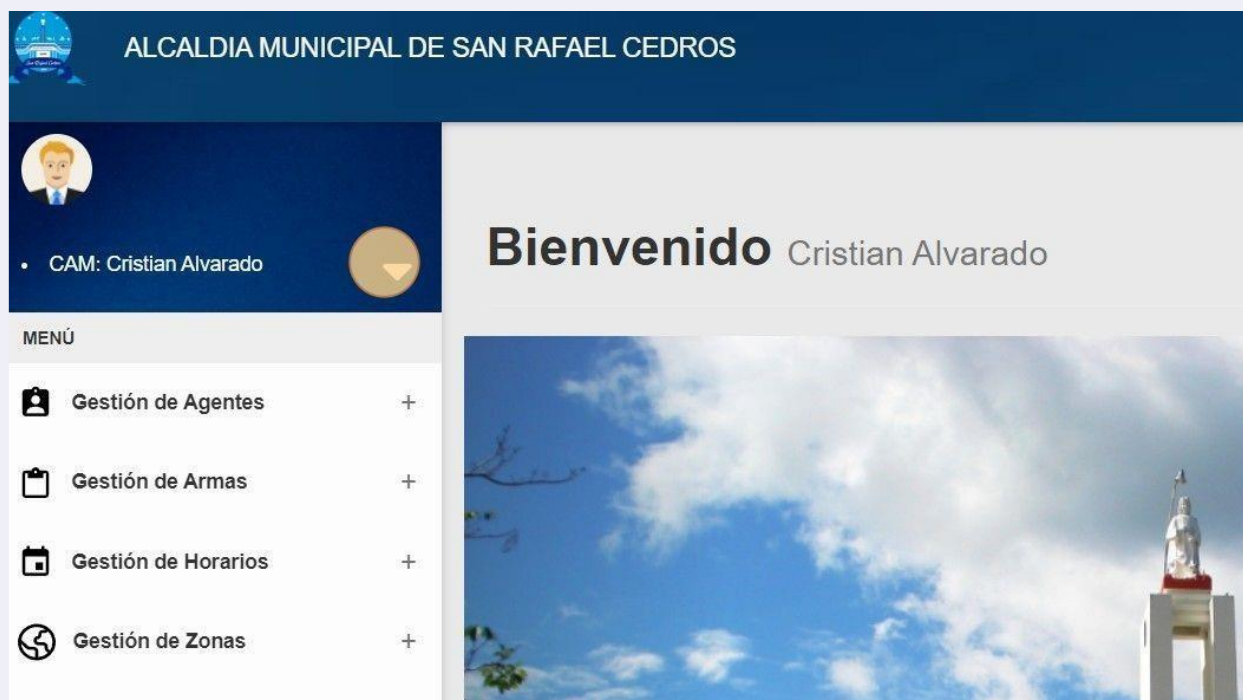 ALCALDIA MUNICIPAL DE SAN RAFAEL CEDROS
CAM: Cristian Alvarado
Bienvenido Cristian Alvarado
MENÚ
Gestión de Agentes
Gestión de Armas
Gestión de Horarios
Gestión de Zonas